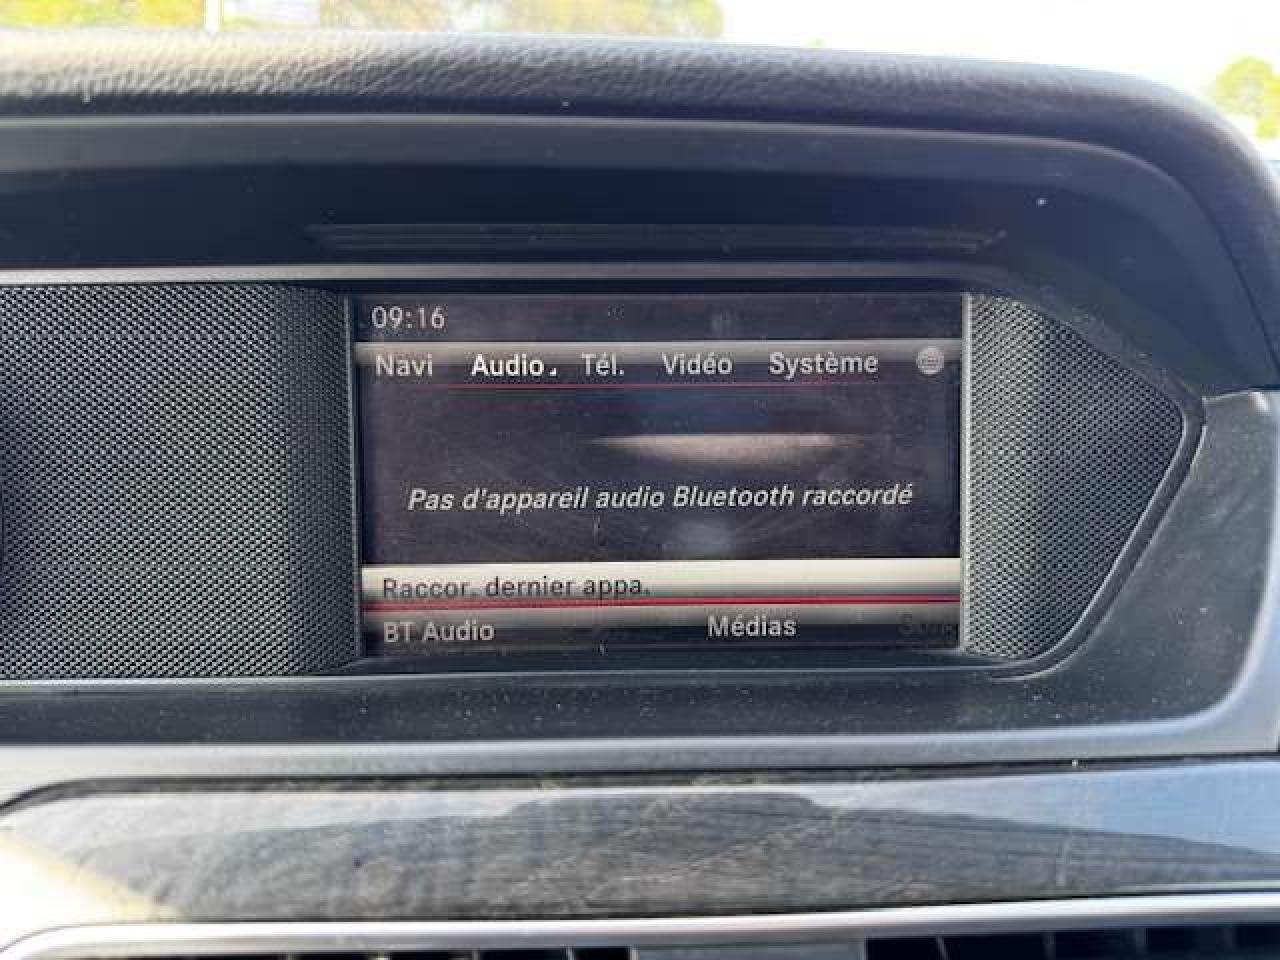 09:16
Navi Audio Tél. Vidéo Système
Pas d'appareil audio Bluetooth raccordé
Raccor. dernier appa.
BT Audio Médias